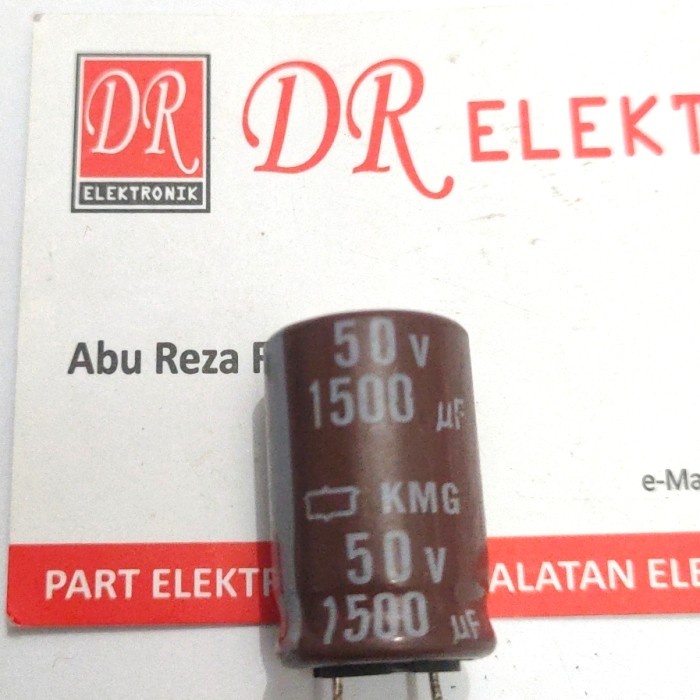 DR
ELEKTRONIK
DR ELEKT
Abu Reza
50 V
1500 µF
KMG
50 V
1500 µF
e-Ma
PART ELEKTR
ALATAN ELE